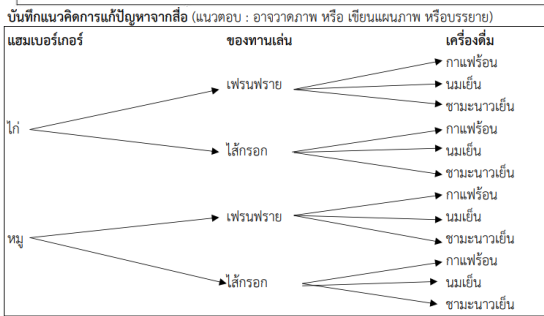 บันทึกแนวคิดการแก้ปัญหาจากสื่อ (แนวตอบ : อาจวาดภาพ หรือ เขียนแผนภาพ หรือบรรยาย)
แฮมเบอร์เกอร์ ของทานเล่น เครื่องดื่ม
กาแฟร้อน
เฟรนฟราย นมเย็น
ชามะนาวเย็น
ไก่ กาแฟร้อน
ไส้กรอก นมเย็น
ชามะนาวเย็น
กาแฟร้อน
เฟรนฟราย นมเย็น
หมู ชามะนาวเย็น
กาแฟร้อน
ไส้กรอก นมเย็น
ชามะนาวเย็น